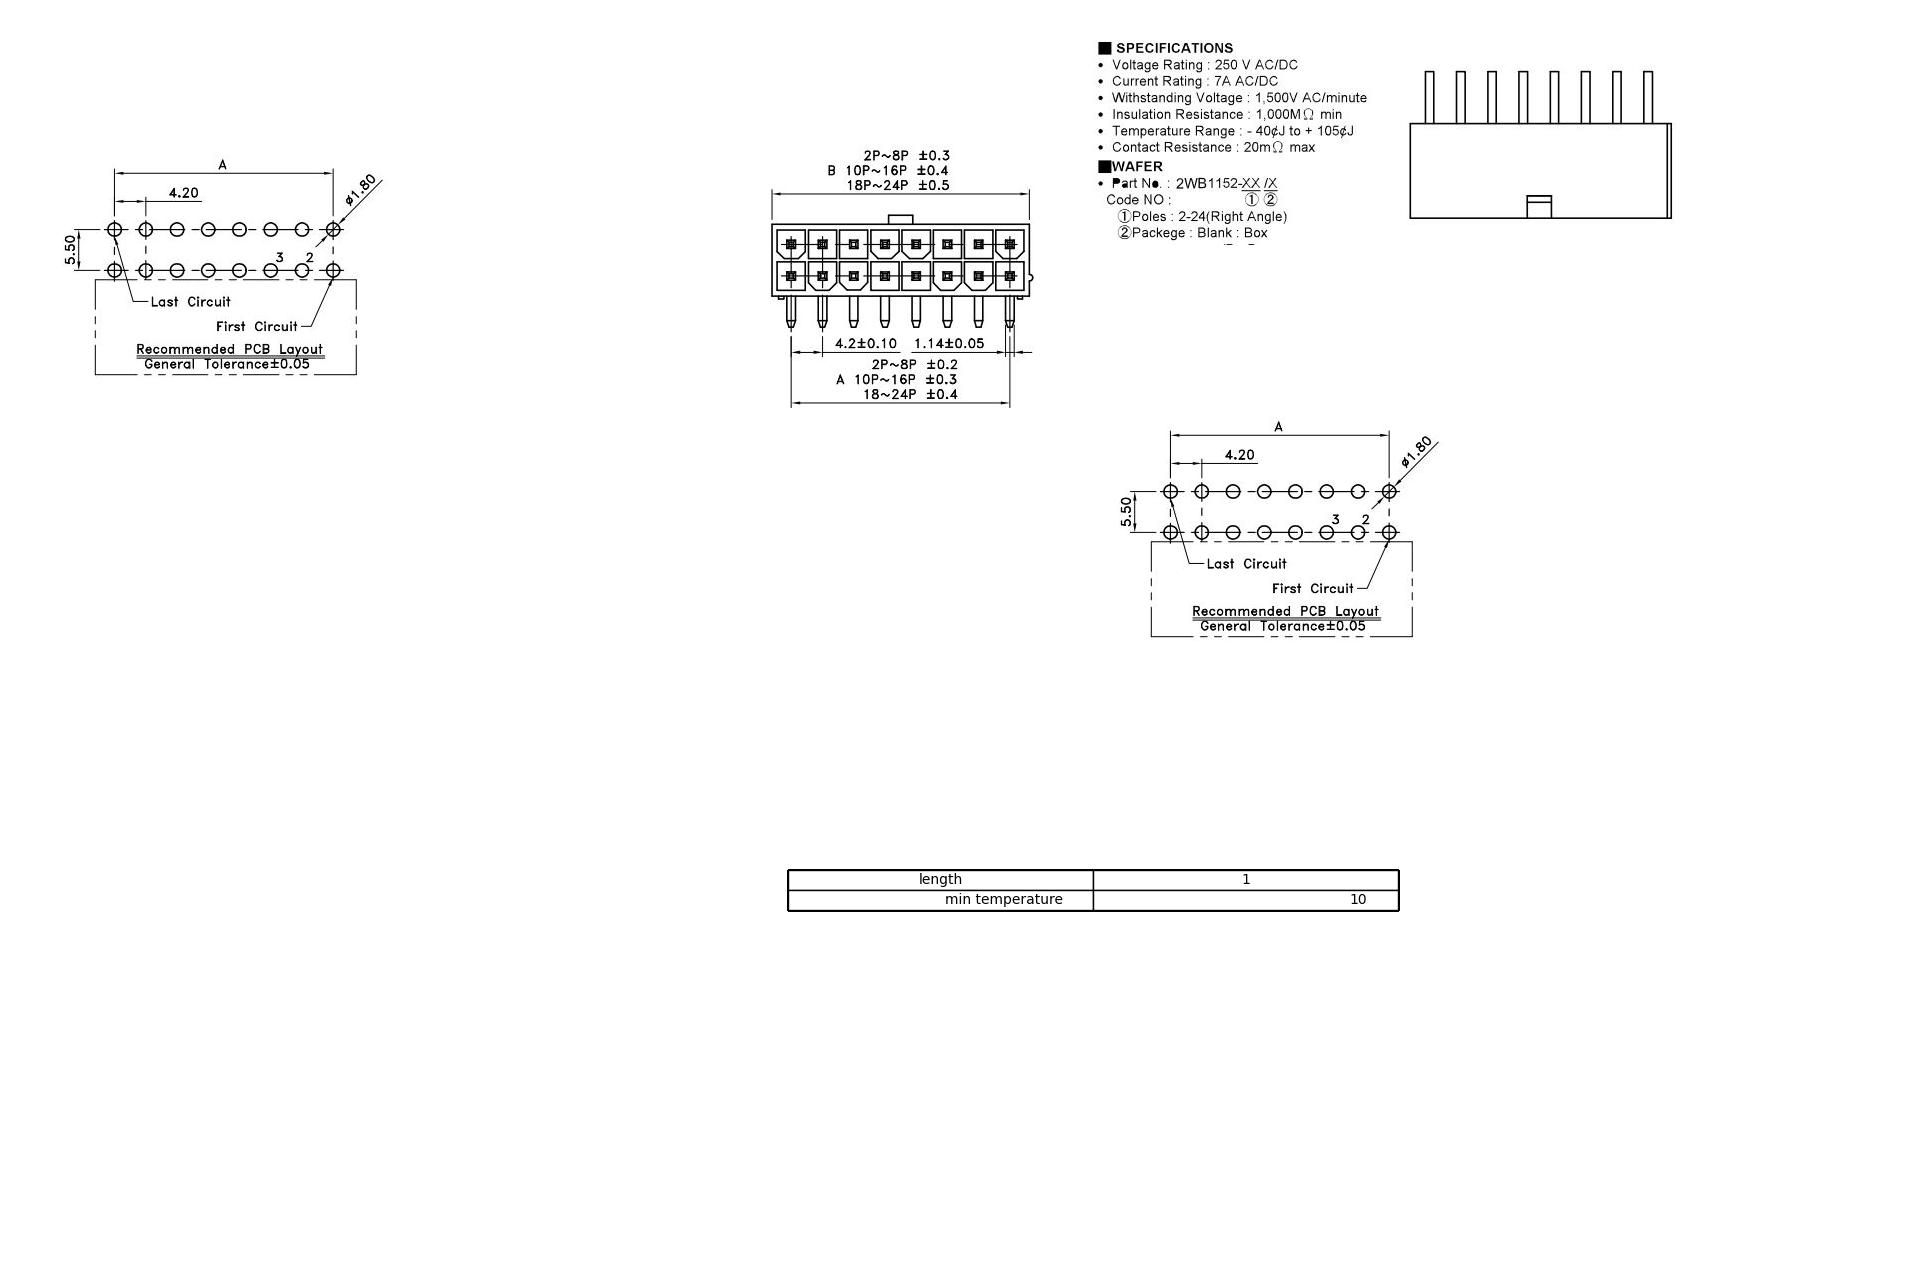 ■ SPECIFICATIONS
• Voltage Rating : 250 V AC/DC
• Current Rating : 7A AC/DC
• Withstanding Voltage : 1,500V AC/minute
• Insulation Resistance : 1,000MΩ min
• Temperature Range : - 40¢J to + 105¢J
• Contact Resistance : 20mΩ max
■WAFER
• Part No. : 2WB1152-XX /X
Code NO : ① ②
①Poles : 2-24(Right Angle)
②Packege : Blank : Box
A
4.20
ø1.80
5.50
3 2
Last Circuit
First Circuit
Recommended PCB Layout
General Tolerance±0.05
2P~8P ±0.3
B 10P~16P ±0.4
18P~24P ±0.5
4.2±0.10 1.14±0.05
2P~8P ±0.2
A 10P~16P ±0.3
18~24P ±0.4
A
4.20
ø1.80
5.50
3 2
Last Circuit
First Circuit
Recommended PCB Layout
General Tolerance±0.05
length 1
min temperature 10